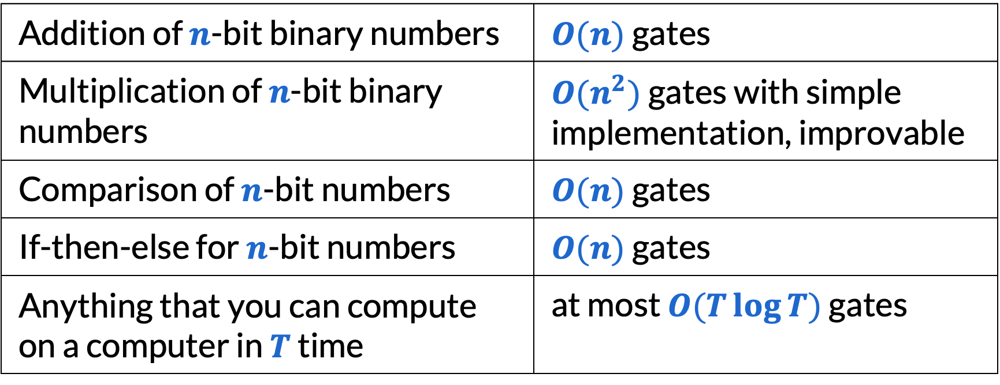 Addition of n-bit binary numbers
O(n) gates
Multiplication of n-bit binary
numbers
O(n²) gates with simple
implementation, improvable
Comparison of n-bit numbers
O(n) gates
If-then-else for n-bit numbers
O(n) gates
Anything that you can compute
on a computer in T time
at most O(T log T) gates